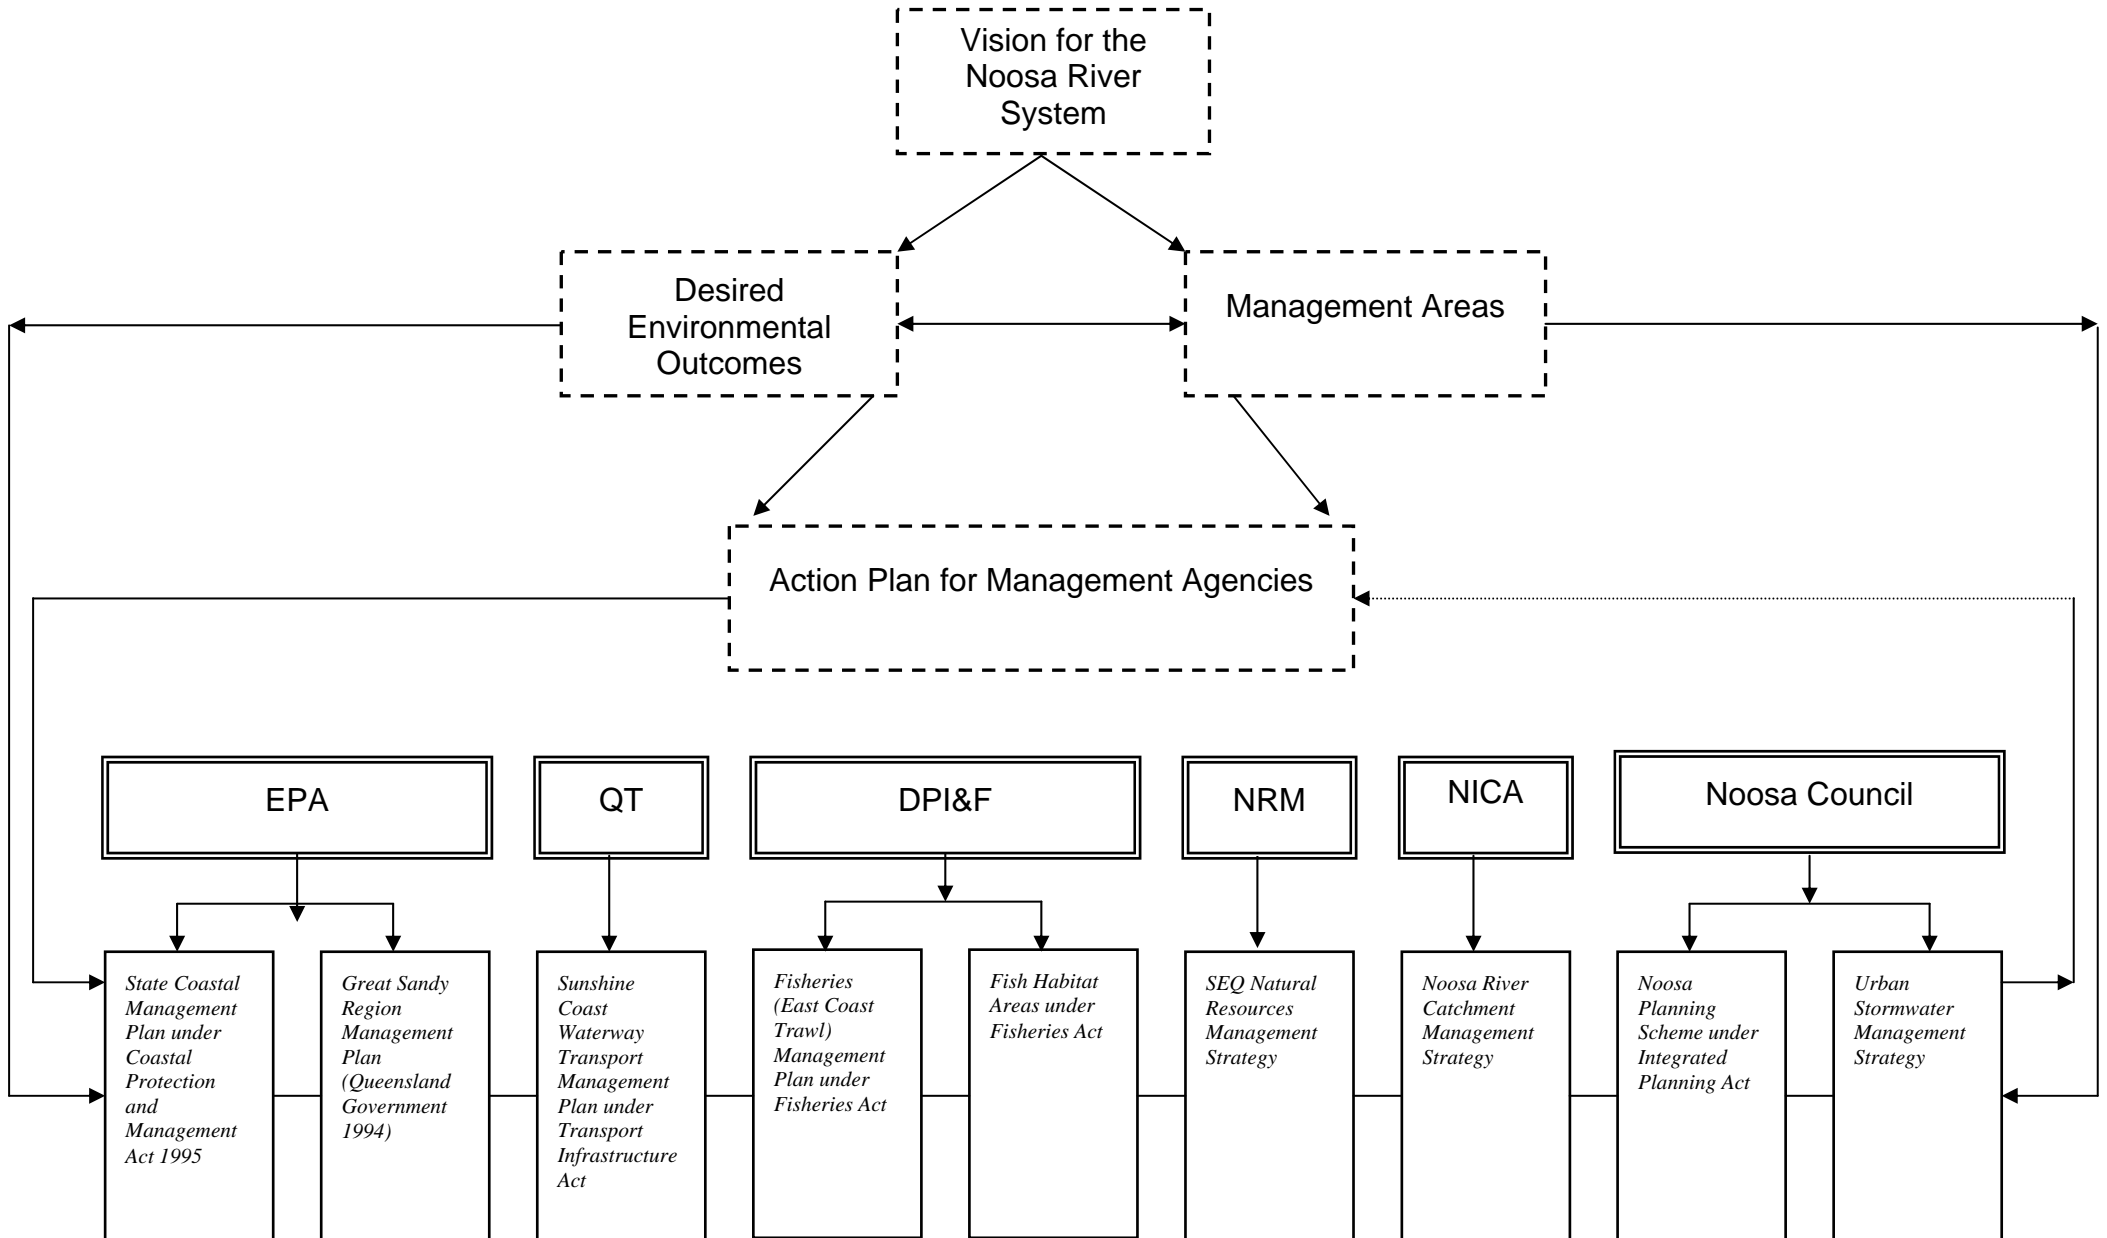 Vision for the
Noosa River
System
Desired
Environmental
Outcomes
Management Areas
Action Plan for Management Agencies
EPA
QT
DPI&F
NRM
NICA
Noosa Council
State Coastal
Management
Plan under
Coastal
Protection
and
Management
Act 1995
Great Sandy
Region
Management
Plan
(Queensland
Government
1994)
Sunshine
Coast
Waterway
Transport
Management
Plan under
Transport
Infrastructure
Act
Fisheries
(East Coast
Trawl)
Management
Plan under
Fisheries Act
Fish Habitat
Areas under
Fisheries Act
SEQ Natural
Resources
Management
Strategy
Noosa River
Catchment
Management
Strategy
Noosa
Planning
Scheme under
Integrated
Planning Act
Urban
Stormwater
Management
Strategy